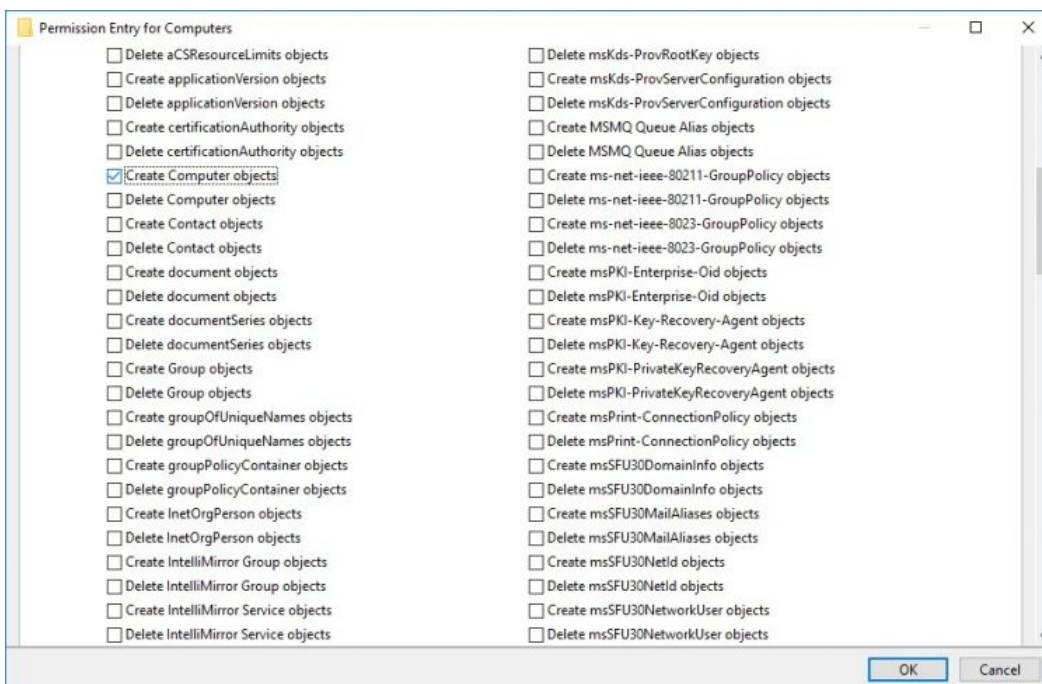 Permission Entry for Computers
Delete aCSResourceLimits objects
Create applicationVersion objects
Delete applicationVersion objects
Create certificationAuthority objects
Delete certificationAuthority objects
Create Computer objects
Delete Computer objects
Create Contact objects
Delete Contact objects
Create document objects
Delete document objects
Create documentSeries objects
Delete documentSeries objects
Create Group objects
Delete Group objects
Create groupOfUniqueNames objects
Delete groupOfUniqueNames objects
Create groupPolicyContainer objects
Delete groupPolicyContainer objects
Create InetOrgPerson objects
Delete InetOrgPerson objects
Create IntelliMirror Group objects
Delete IntelliMirror Group objects
Create IntelliMirror Service objects
Delete IntelliMirror Service objects
Delete msKds-ProvRootKey objects
Create msKds-ProvServerConfiguration objects
Delete msKds-ProvServerConfiguration objects
Create MSMQ Queue Alias objects
Delete MSMQ Queue Alias objects
Create ms-net-ieee-80211-GroupPolicy objects
Delete ms-net-ieee-80211-GroupPolicy objects
Create ms-net-ieee-8023-GroupPolicy objects
Delete ms-net-ieee-8023-GroupPolicy objects
Create msPKI-Enterprise-Oid objects
Delete msPKI-Enterprise-Oid objects
Create msPKI-Key-Recovery-Agent objects
Delete msPKI-Key-Recovery-Agent objects
Create msPKI-PrivateKeyRecoveryAgent objects
Delete msPKI-PrivateKeyRecoveryAgent objects
Create msPrint-ConnectionPolicy objects
Delete msPrint-ConnectionPolicy objects
Create msSFU30DomainInfo objects
Delete msSFU30DomainInfo objects
Create msSFU30MailAliases objects
Delete msSFU30MailAliases objects
Create msSFU30NetId objects
Delete msSFU30NetId objects
Create msSFU30NetworkUser objects
Delete msSFU30NetworkUser objects
OK
Cancel